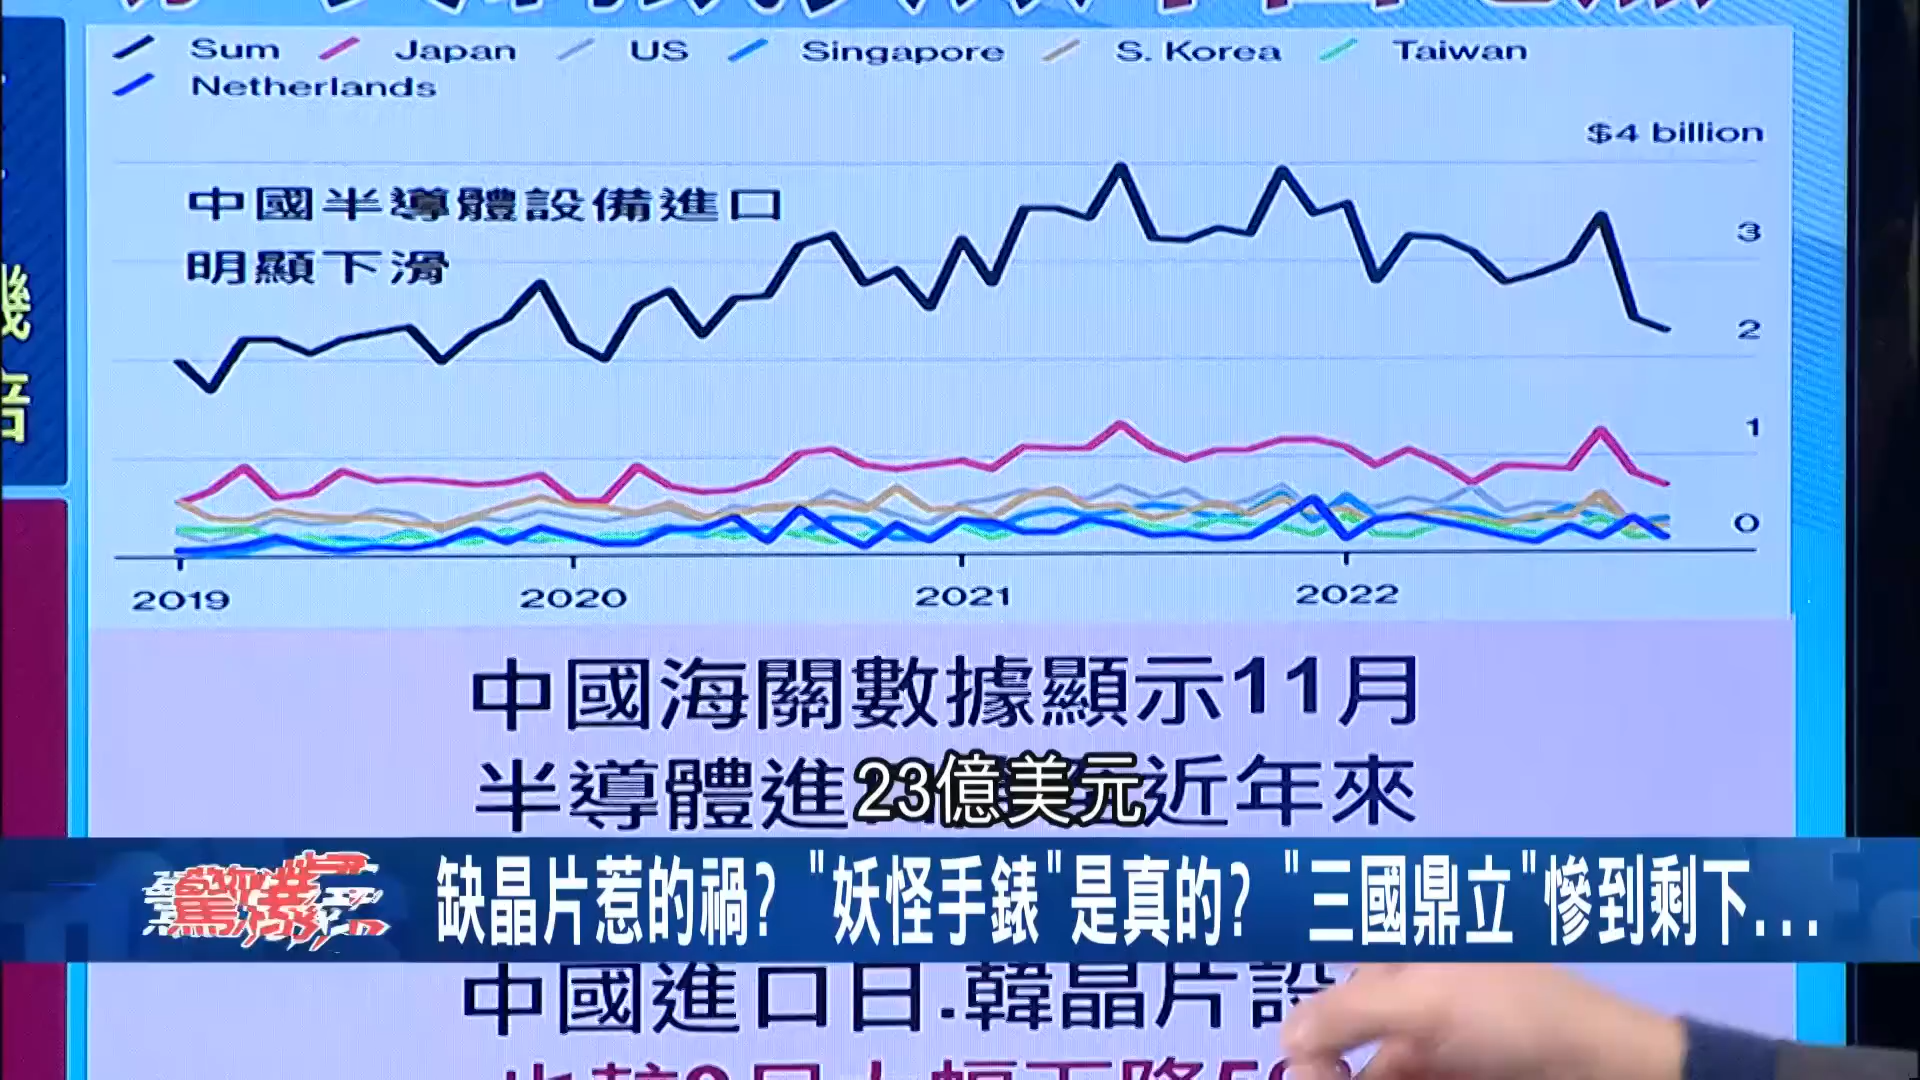 Sum Japan US Singapore S. Korea Taiwan
Netherlands
$4 billion
中國半導體設備進口
明顯下滑
3
2
1
0
2019 2020 2021 2022
機
倍
中國海關數據顯示11月
半導體進
近年來
23億美元
驚爆
缺晶片惹的禍? "妖怪手錶"是真的? "三國鼎立"慘到剩下...
中國進口日.韓晶片設